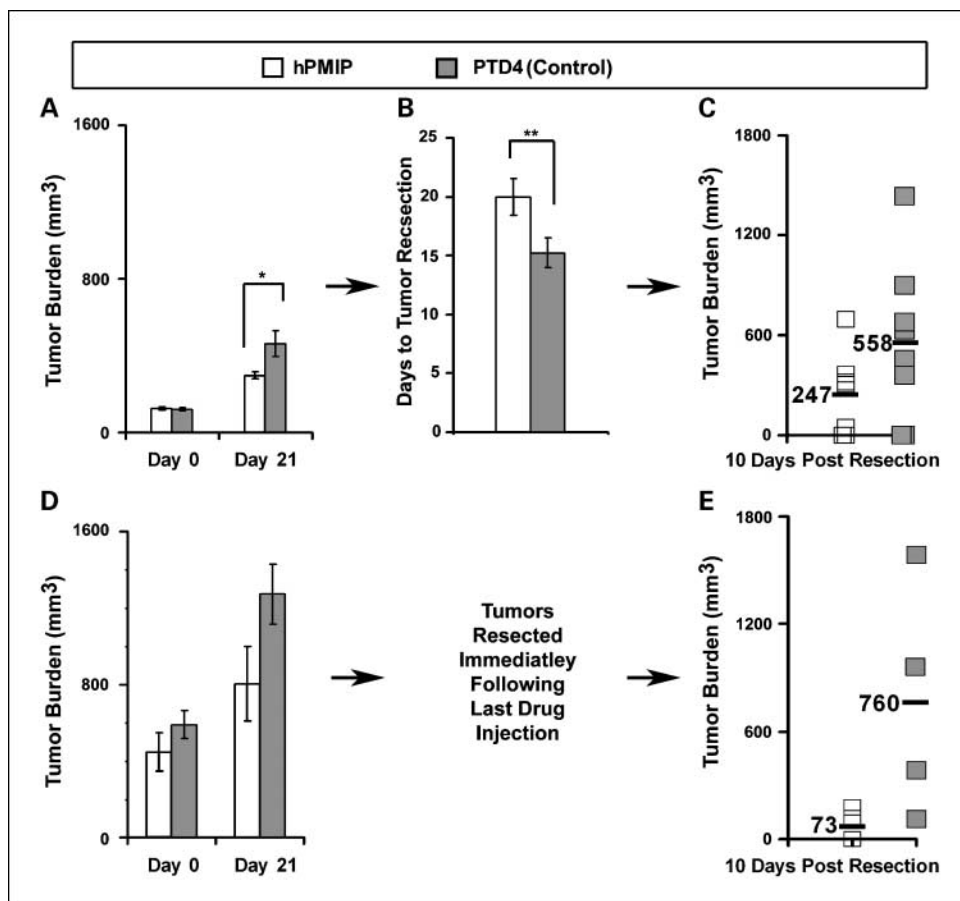 hPMIP
PTD4 (Control)
A
Tumor Burden (mm3)
1600
800
0
Day 0
Day 21
*
B
Days to Tumor Recsection
25
20
15
10
5
0
**
C
Tumor Burden (mm3)
1800
1200
600
0
247
558
10 Days Post Resection
D
Tumor Burden (mm3)
1600
800
0
Day 0
Day 21
Tumors
Resected
Immediatley
Following
Last Drug
Injection
E
Tumor Burden (mm3)
1800
1200
600
0
73
760
10 Days Post Resection